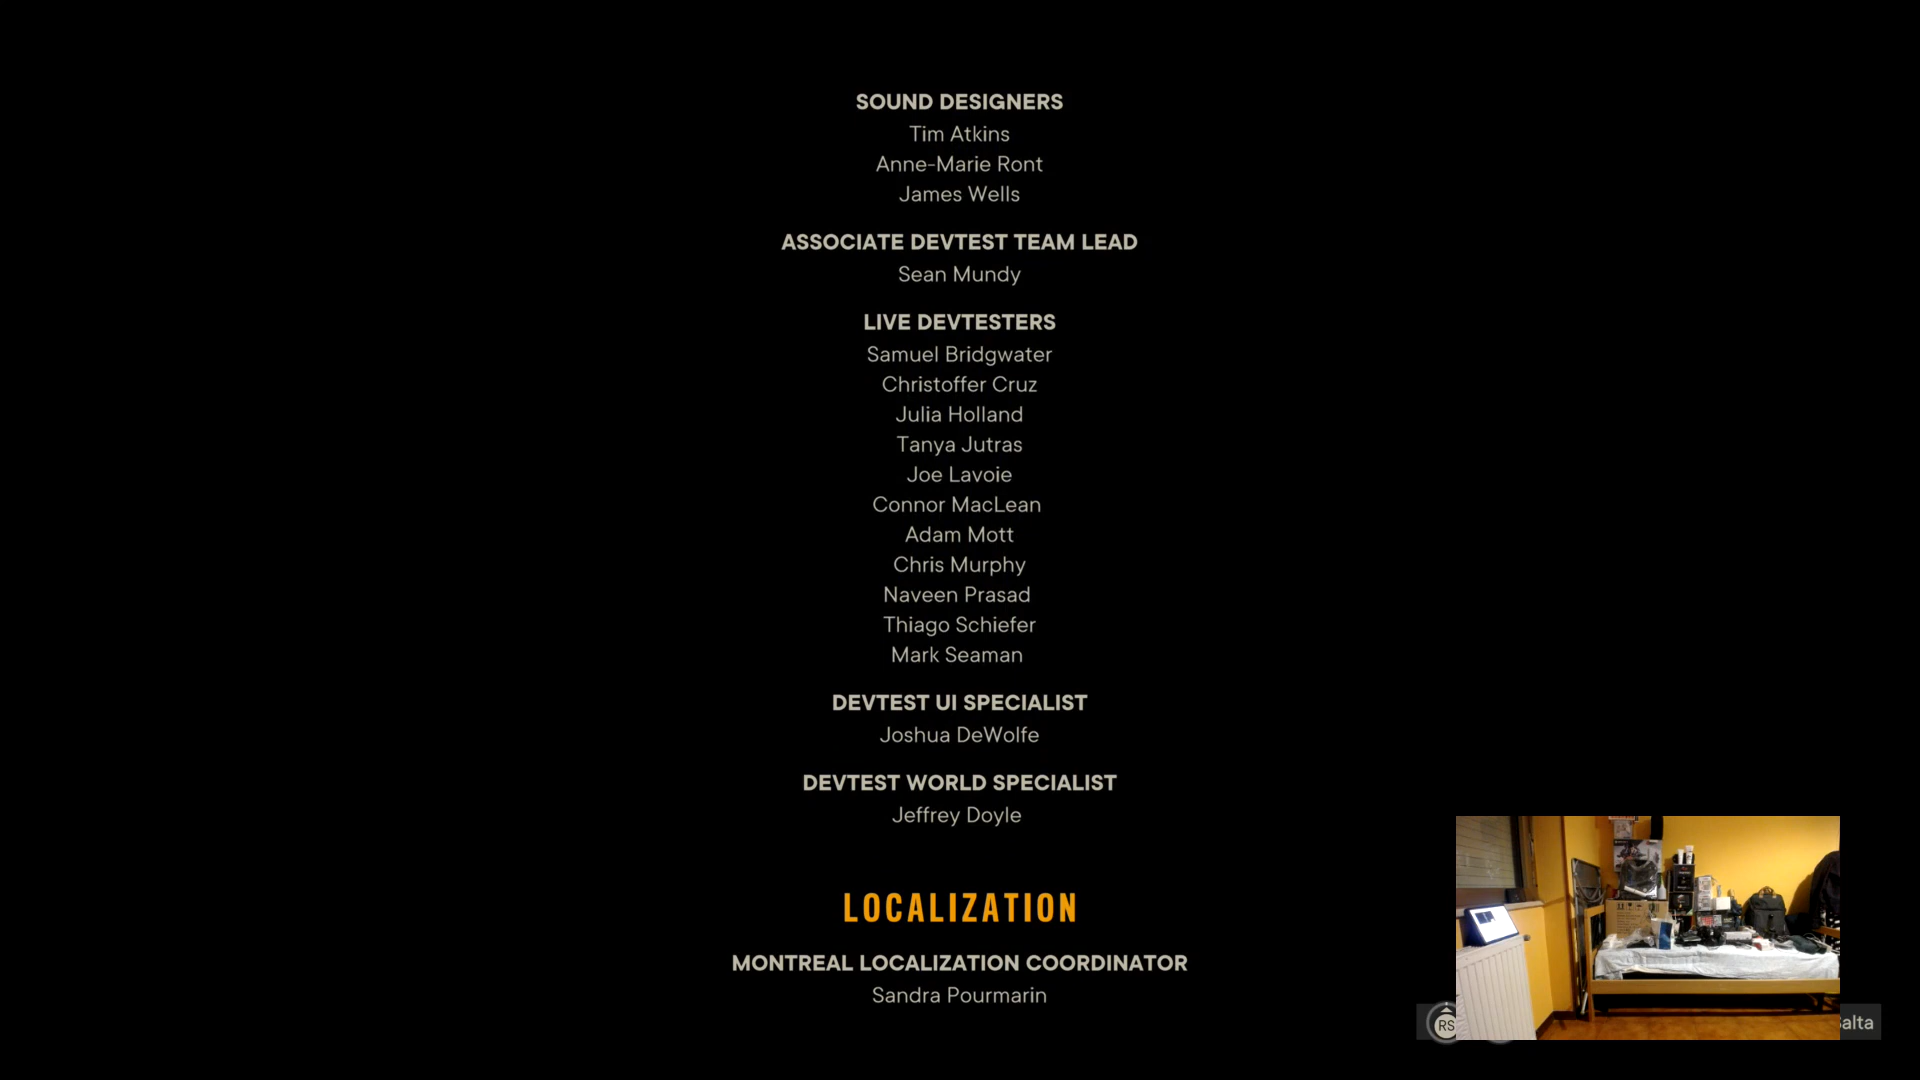 SOUND DESIGNERS
Tim Atkins
Anne-Marie Ront
James Wells
ASSOCIATE DEVTEST TEAM LEAD
Sean Mundy
LIVE DEVTESTERS
Samuel Bridgwater
Christoffer Cruz
Julia Holland
Tanya Jutras
Joe Lavoie
Connor MacLean
Adam Mott
Chris Murphy
Naveen Prasad
Thiago Schiefer
Mark Seaman
DEVTEST UI SPECIALIST
Joshua DeWolfe
DEVTEST WORLD SPECIALIST
Jeffrey Doyle
LOCALIZATION
MONTREAL LOCALIZATION COORDINATOR
Sandra Pourmarin
RS